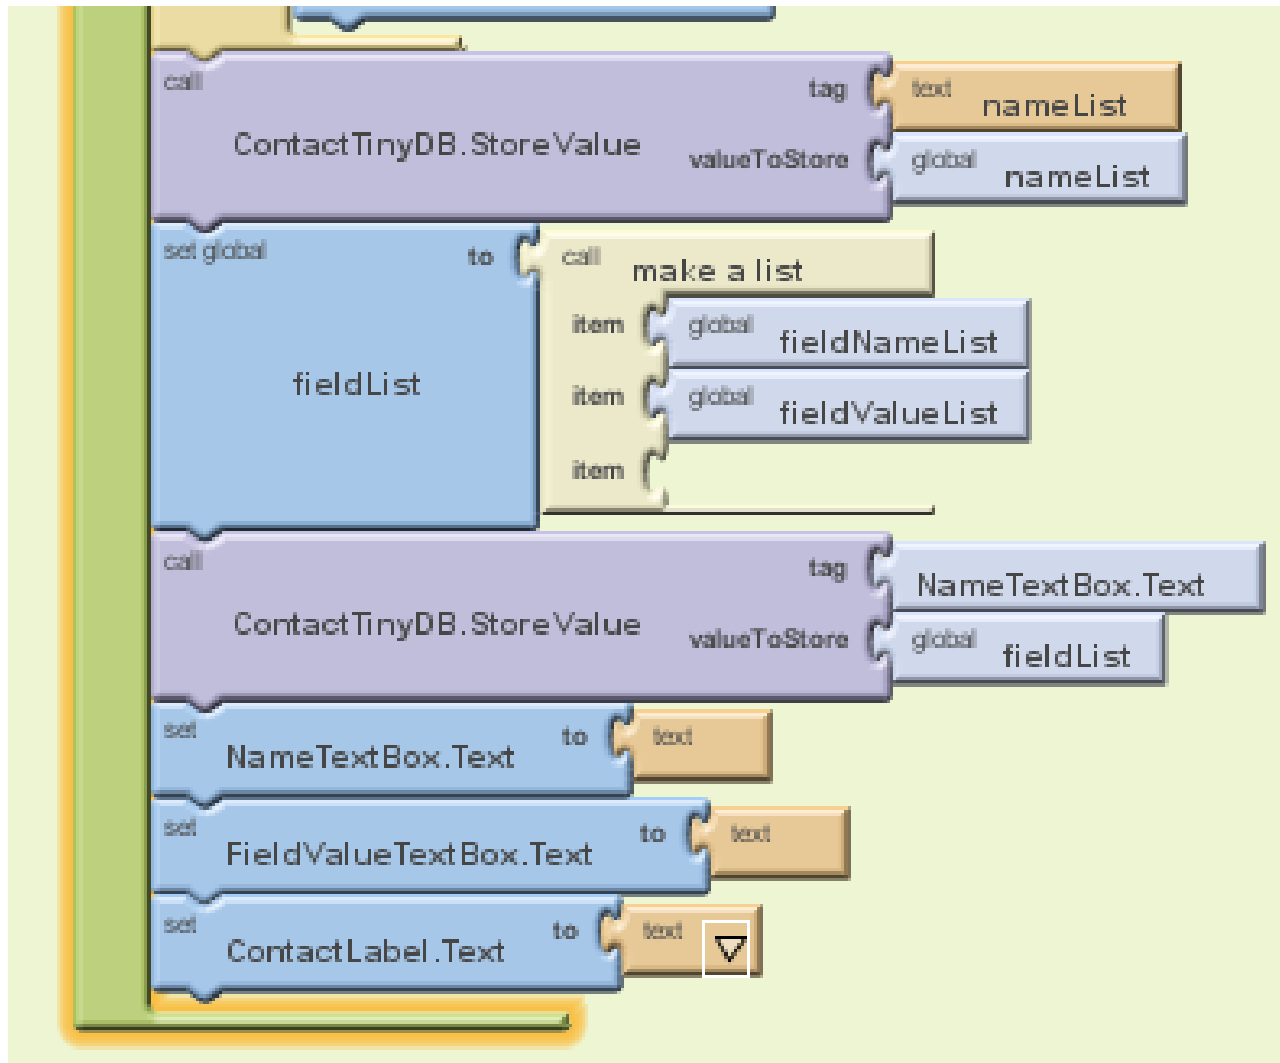 call
tag
text nameList
ContactTinyDB.StoreValue
valueToStore
global nameList
set global
to
call make a list
item
global fieldNameList
fieldList
item
global fieldValueList
item
call
tag
NameTextBox.Text
ContactTinyDB.StoreValue
valueToStore
global fieldList
set NameTextBox.Text to text
set FieldValueTextBox.Text to text
set ContactLabel.Text to text